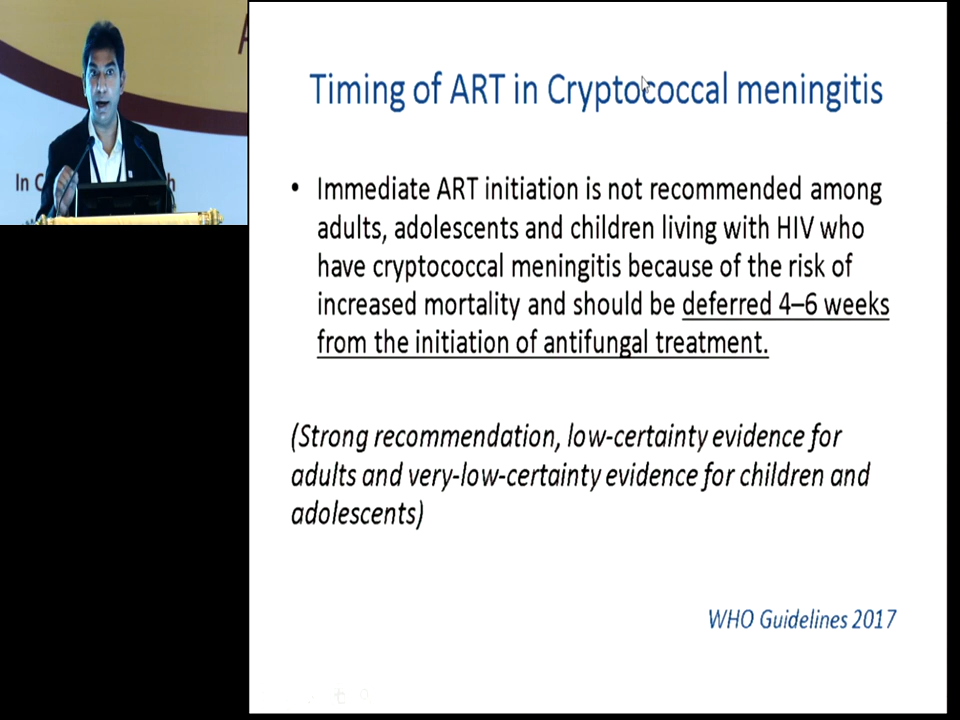 Timing of ART in Cryptococcal meningitis
• Immediate ART initiation is not recommended among
adults, adolescents and children living with HIV who
have cryptococcal meningitis because of the risk of
increased mortality and should be deferred 4–6 weeks
from the initiation of antifungal treatment.
(Strong recommendation, low-certainty evidence for
adults and very-low-certainty evidence for children and
adolescents)
WHO Guidelines 2017
In C